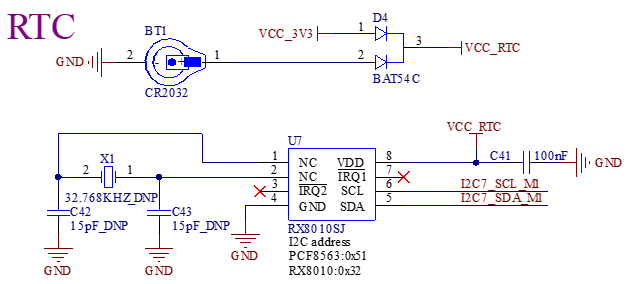 RTC
BT1
D4
VCC_3V3
1
3
VCC_RTC
GND
2
1
2
CR2032
BAT54C
U7
VCC_RTC
X1
1
NC
VDD
8
C41
100nF
GND
2
1
2
NC
IRQ1
7
32.768KHZ_DNP
3
IRQ2
SCL
6
I2C7_SCL_M1
C42
C43
4
GND
SDA
5
I2C7_SDA_M1
15pF_DNP
15pF_DNP
RX8010SJ
I2C address
GND
GND
GND
PCF8563:0x51
RX8010:0x32